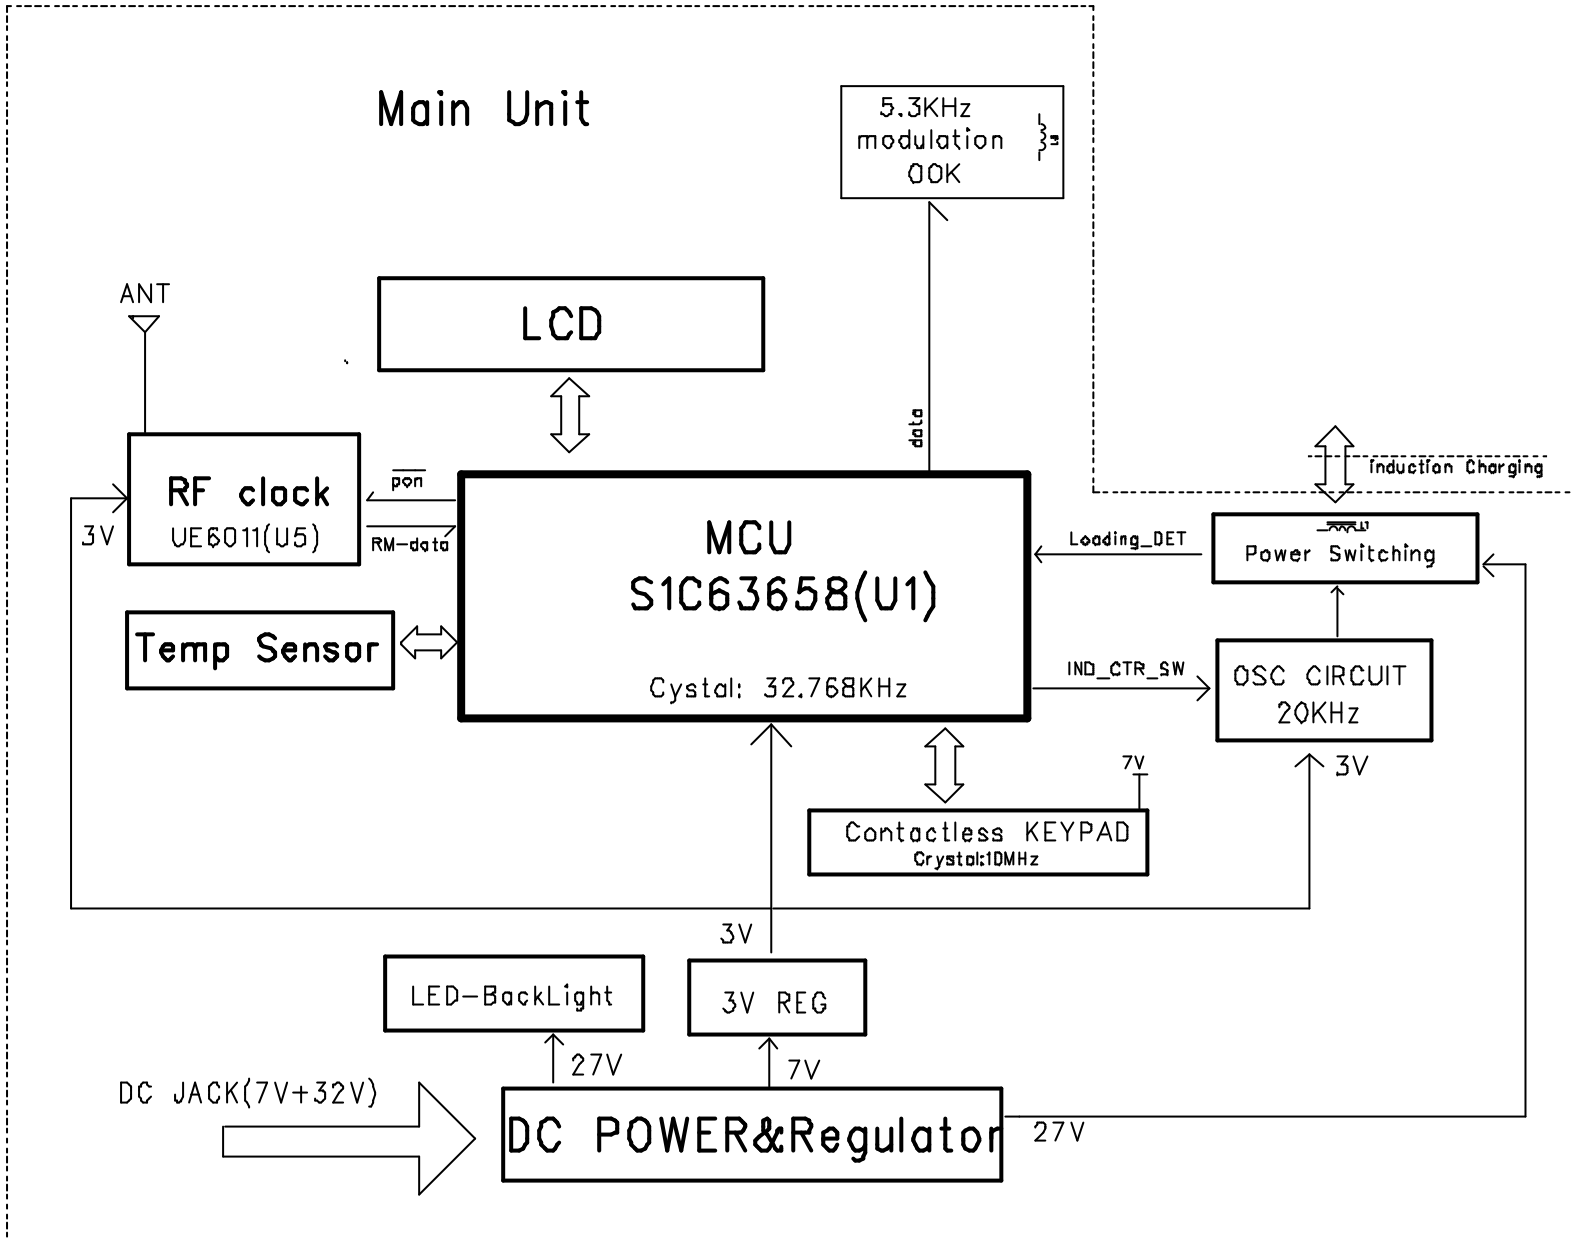 Main Unit
5.3KHz
modulation
OOK
ANT
LCD
data
RF clock
UE6011(U5)
3V
pon
RM-data
MCU
S1C63658(U1)
Cystal: 32.768KHz
Temp Sensor
induction Charging
Loading_DET
L1
Power Switching
IND_CTR_SW
OSC CIRCUIT
20KHz
3V
7V
Contactless KEYPAD
Crystal:10MHz
3V
LED-BackLight
3V REG
27V
7V
DC JACK(7V+32V)
DC POWER&Regulator
27V